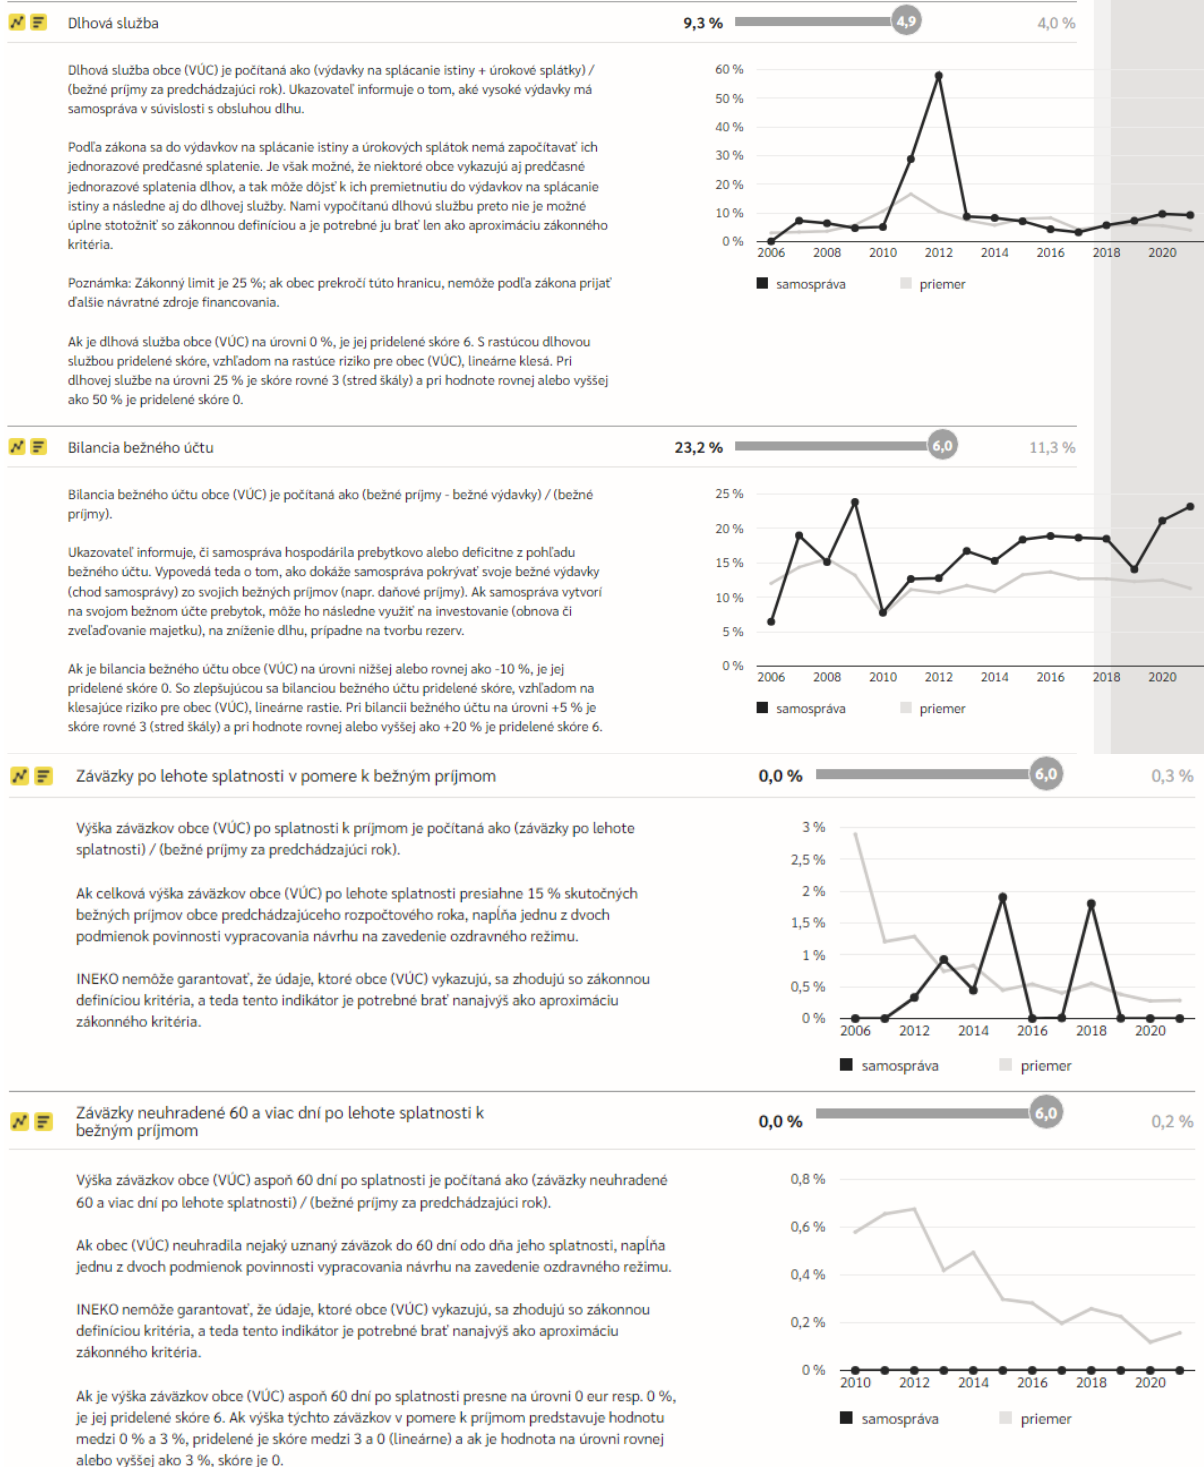 Dlhová služba
9,3 %
4,9
4,0 %
Dlhová služba obce (VÚC) je počítaná ako (výdavky na splácanie istiny + úrokové splátky) /
(bežné príjmy za predchádzajúci rok). Ukazovateľ informuje o tom, aké vysoké výdavky má
samospráva v súvislosti s obsluhou dlhu.
Podľa zákona sa do výdavkov na splácanie istiny a úrokových splátok nemá započítavať ich
jednorazové predčasné splatenie. Je však možné, že niektoré obce vykazujú aj predčasné
jednorazové splatenia dlhov, a tak môže dôjsť k ich premietnutiu do výdavkov na splácanie
istiny a následne aj do dlhovej služby. Nami vypočítanú dlhovú službu preto nie je možné
úplne stotožniť so zákonnou definíciou a je potrebné ju brať len ako aproximáciu zákonného
kritéria.
Poznámka: Zákonný limit je 25 %; ak obec prekročí túto hranicu, nemôže podľa zákona prijať
ďalšie návratné zdroje financovania.
Ak je dlhová služba obce (VÚC) na úrovni 0 %, je jej pridelené skóre 6. S rastúcou dlhovou
službou pridelené skóre, vzhľadom na rastúce riziko pre obec (VÚC), lineárne klesá. Pri
dlhovej službe na úrovni 25 % je skóre rovné 3 (stred škály) a pri hodnote rovnej alebo vyššej
ako 50 % je pridelené skóre 0.
60 %
50 %
40 %
30 %
20 %
10 %
0 %
2006 2008 2010 2012 2014 2016 2018 2020
samospráva priemer
Bilancia bežného účtu
23,2 %
6,0
11,3 %
Bilancia bežného účtu obce (VÚC) je počítaná ako (bežné príjmy - bežné výdavky) / (bežné
príjmy).
Ukazovateľ informuje, či samospráva hospodárila prebytkovo alebo deficitne z pohľadu
bežného účtu. Vypovedá teda o tom, ako dokáže samospráva pokrývať svoje bežné výdavky
(chod samosprávy) zo svojich bežných príjmov (napr. daňové príjmy). Ak samospráva vytvorí
na svojom bežnom účte prebytok, môže ho následne využiť na investovanie (obnova či
zveľaďovanie majetku), na zníženie dlhu, prípadne na tvorbu rezerv.
Ak je bilancia bežného účtu obce (VÚC) na úrovni nižšej alebo rovnej ako -10 %, je jej
pridelené skóre 0. So zlepšujúcou sa bilanciou bežného účtu pridelené skóre, vzhľadom na
klesajúce riziko pre obec (VÚC), lineárne rastie. Pri bilancii bežného účtu na úrovni +5 % je
skóre rovné 3 (stred škály) a pri hodnote rovnej alebo vyššej ako +20 % je pridelené skóre 6.
25 %
20 %
15 %
10 %
5 %
0 %
2006 2008 2010 2012 2014 2016 2018 2020
samospráva priemer
Záväzky po lehote splatnosti v pomere k bežným príjmom
0,0 %
6,0
0,3 %
Výška záväzkov obce (VÚC) po splatnosti k príjmom je počítaná ako (záväzky po lehote
splatnosti) / (bežné príjmy za predchádzajúci rok).
Ak celková výška záväzkov obce (VÚC) po lehote splatnosti presiahne 15 % skutočných
bežných príjmov obce predchádzajúceho rozpočtového roka, napĺňa jednu z dvoch
podmienok povinnosti vypracovania návrhu na zavedenie ozdravného režimu.
INEKO nemôže garantovať, že údaje, ktoré obce (VÚC) vykazujú, sa zhodujú so zákonnou
definíciou kritéria, a teda tento indikátor je potrebné brať nanajvýš ako aproximáciu
zákonného kritéria.
3 %
2,5 %
2 %
1,5 %
1 %
0,5 %
0 %
2006 2012 2014 2016 2018 2020
samospráva priemer
Záväzky neuhradené 60 a viac dní po lehote splatnosti k
bežným príjmom
0,0 %
6,0
0,2 %
Výška záväzkov obce (VÚC) aspoň 60 dní po splatnosti je počítaná ako (záväzky neuhradené
60 a viac dní po lehote splatnosti) / (bežné príjmy za predchádzajúci rok).
Ak obec (VÚC) neuhradila nejaký uznaný záväzok do 60 dní odo dňa jeho splatnosti, napĺňa
jednu z dvoch podmienok povinnosti vypracovania návrhu na zavedenie ozdravného režimu.
INEKO nemôže garantovať, že údaje, ktoré obce (VÚC) vykazujú, sa zhodujú so zákonnou
definíciou kritéria, a teda tento indikátor je potrebné brať nanajvýš ako aproximáciu
zákonného kritéria.
Ak je výška záväzkov obce (VÚC) aspoň 60 dní po splatnosti presne na úrovni 0 eur resp. 0 %,
je jej pridelené skóre 6. Ak výška týchto záväzkov v pomere k príjmom predstavuje hodnotu
medzi 0 % a 3 %, pridelené je skóre medzi 3 a 0 (lineárne) a ak je hodnota na úrovni rovnej
alebo vyššej ako 3 %, skóre je 0.
0,8 %
0,6 %
0,4 %
0,2 %
0 %
2010 2012 2014 2016 2018 2020
samospráva priemer